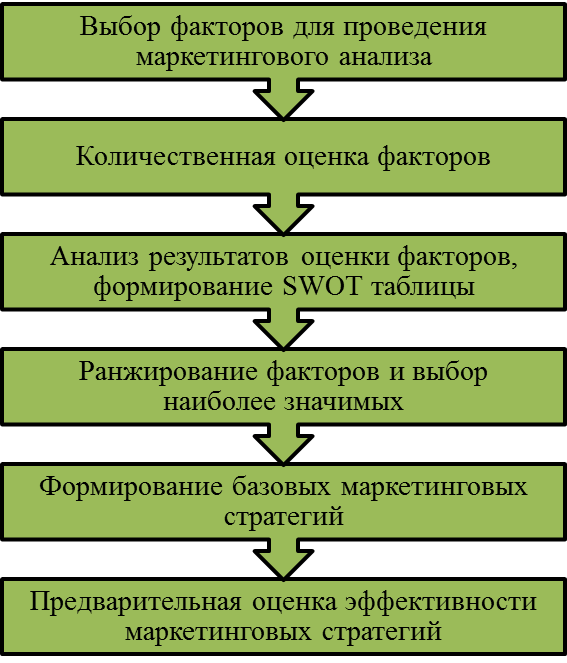 Выбор факторов для проведения
маркетингового анализа
Количественная оценка факторов
Анализ результатов оценки факторов,
формирование SWOT таблицы
Ранжирование факторов и выбор
наиболее значимых
Формирование базовых маркетинговых
стратегий
Предварительная оценка эффективности
маркетинговых стратегий